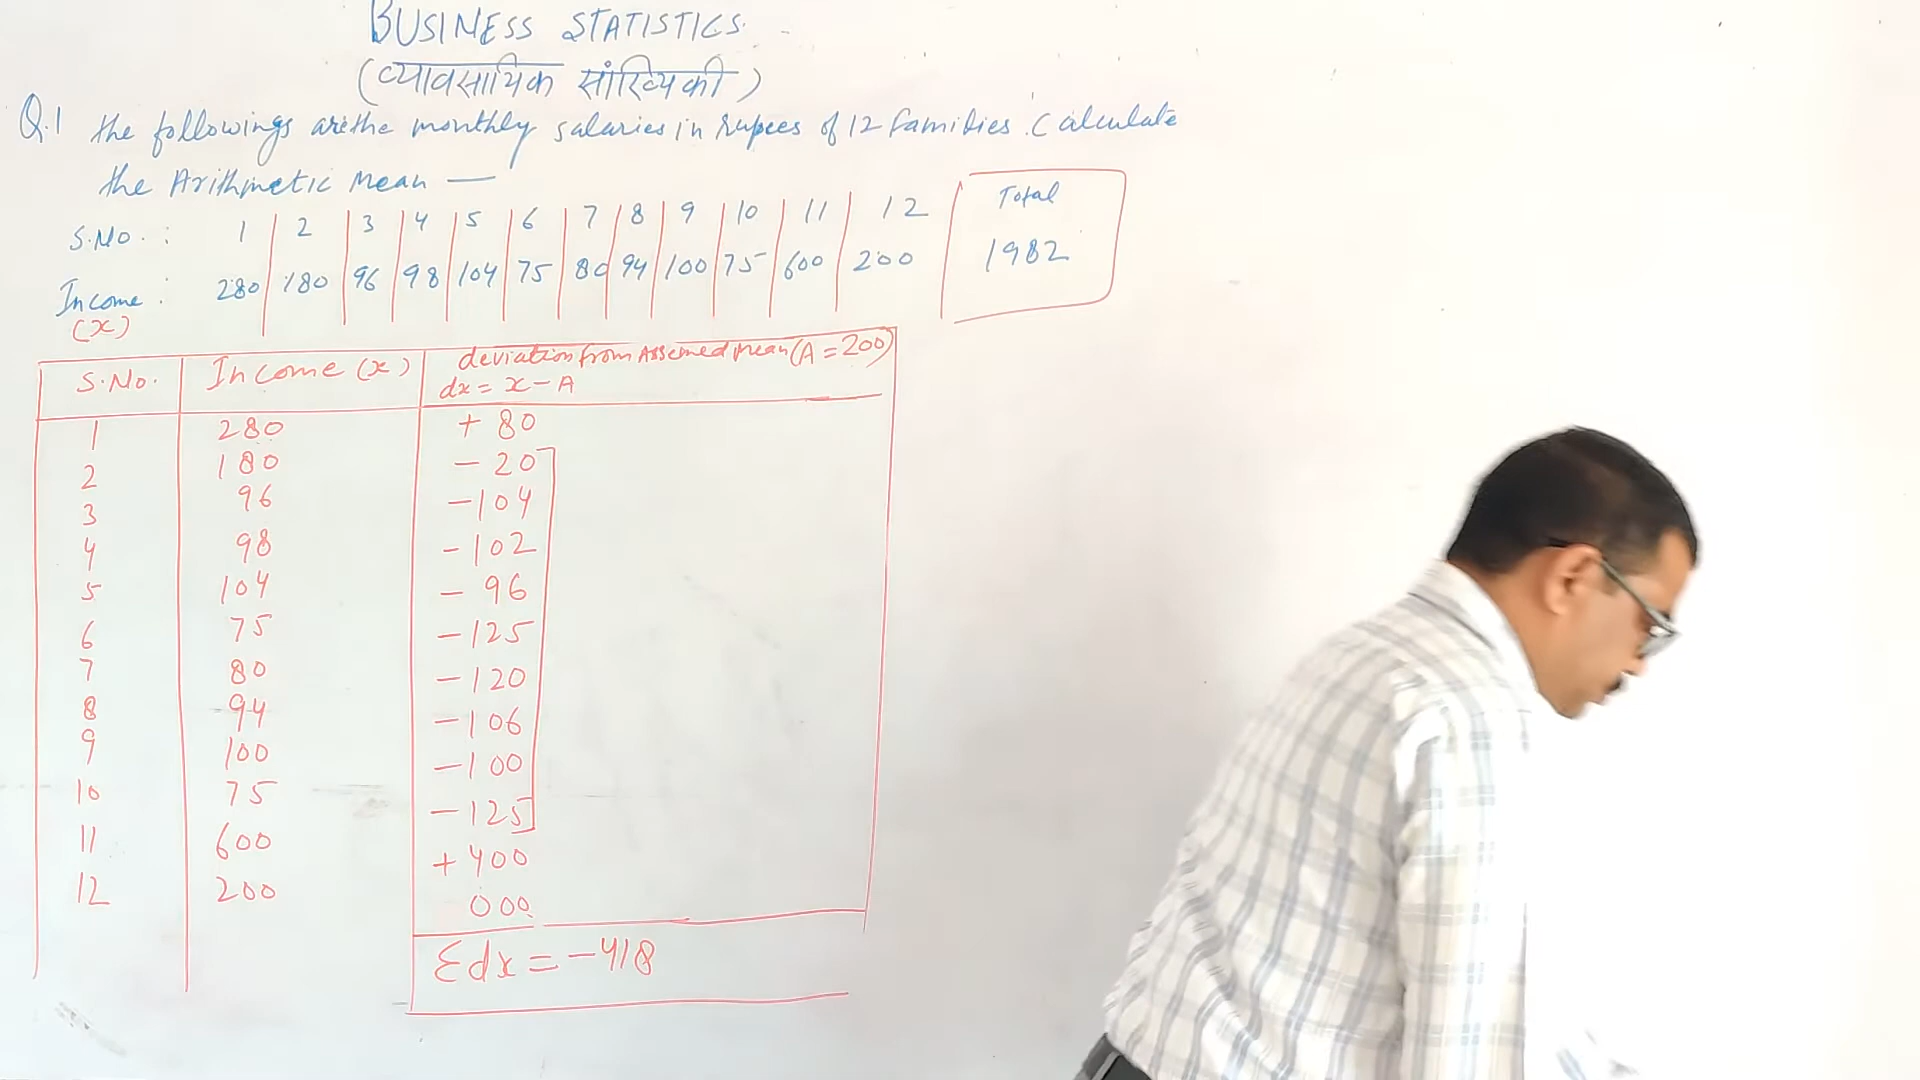 BUSINESS STATISTICS
(व्यावसायिक सांख्यिकी)
Q.1 the followings are the monthly salaries in rupees of 12 families. Calculate
the Arithmetic Mean —
S.No. : 1 2 3 4 5 6 7 8 9 10 11 12 Total
Income : 280 180 96 98 104 75 80 94 100 75 600 200 1982
(x)
S.No. Income (x) deviation from Assemed Mean (A = 200)
dx = x - A
1 280 + 80
2 180 - 20
3 96 - 104
4 98 - 102
5 104 - 96
6 75 - 125
7 80 - 120
8 94 - 106
9 100 - 100
10 75 - 125
11 600 + 400
12 200 000
Σdx = - 418